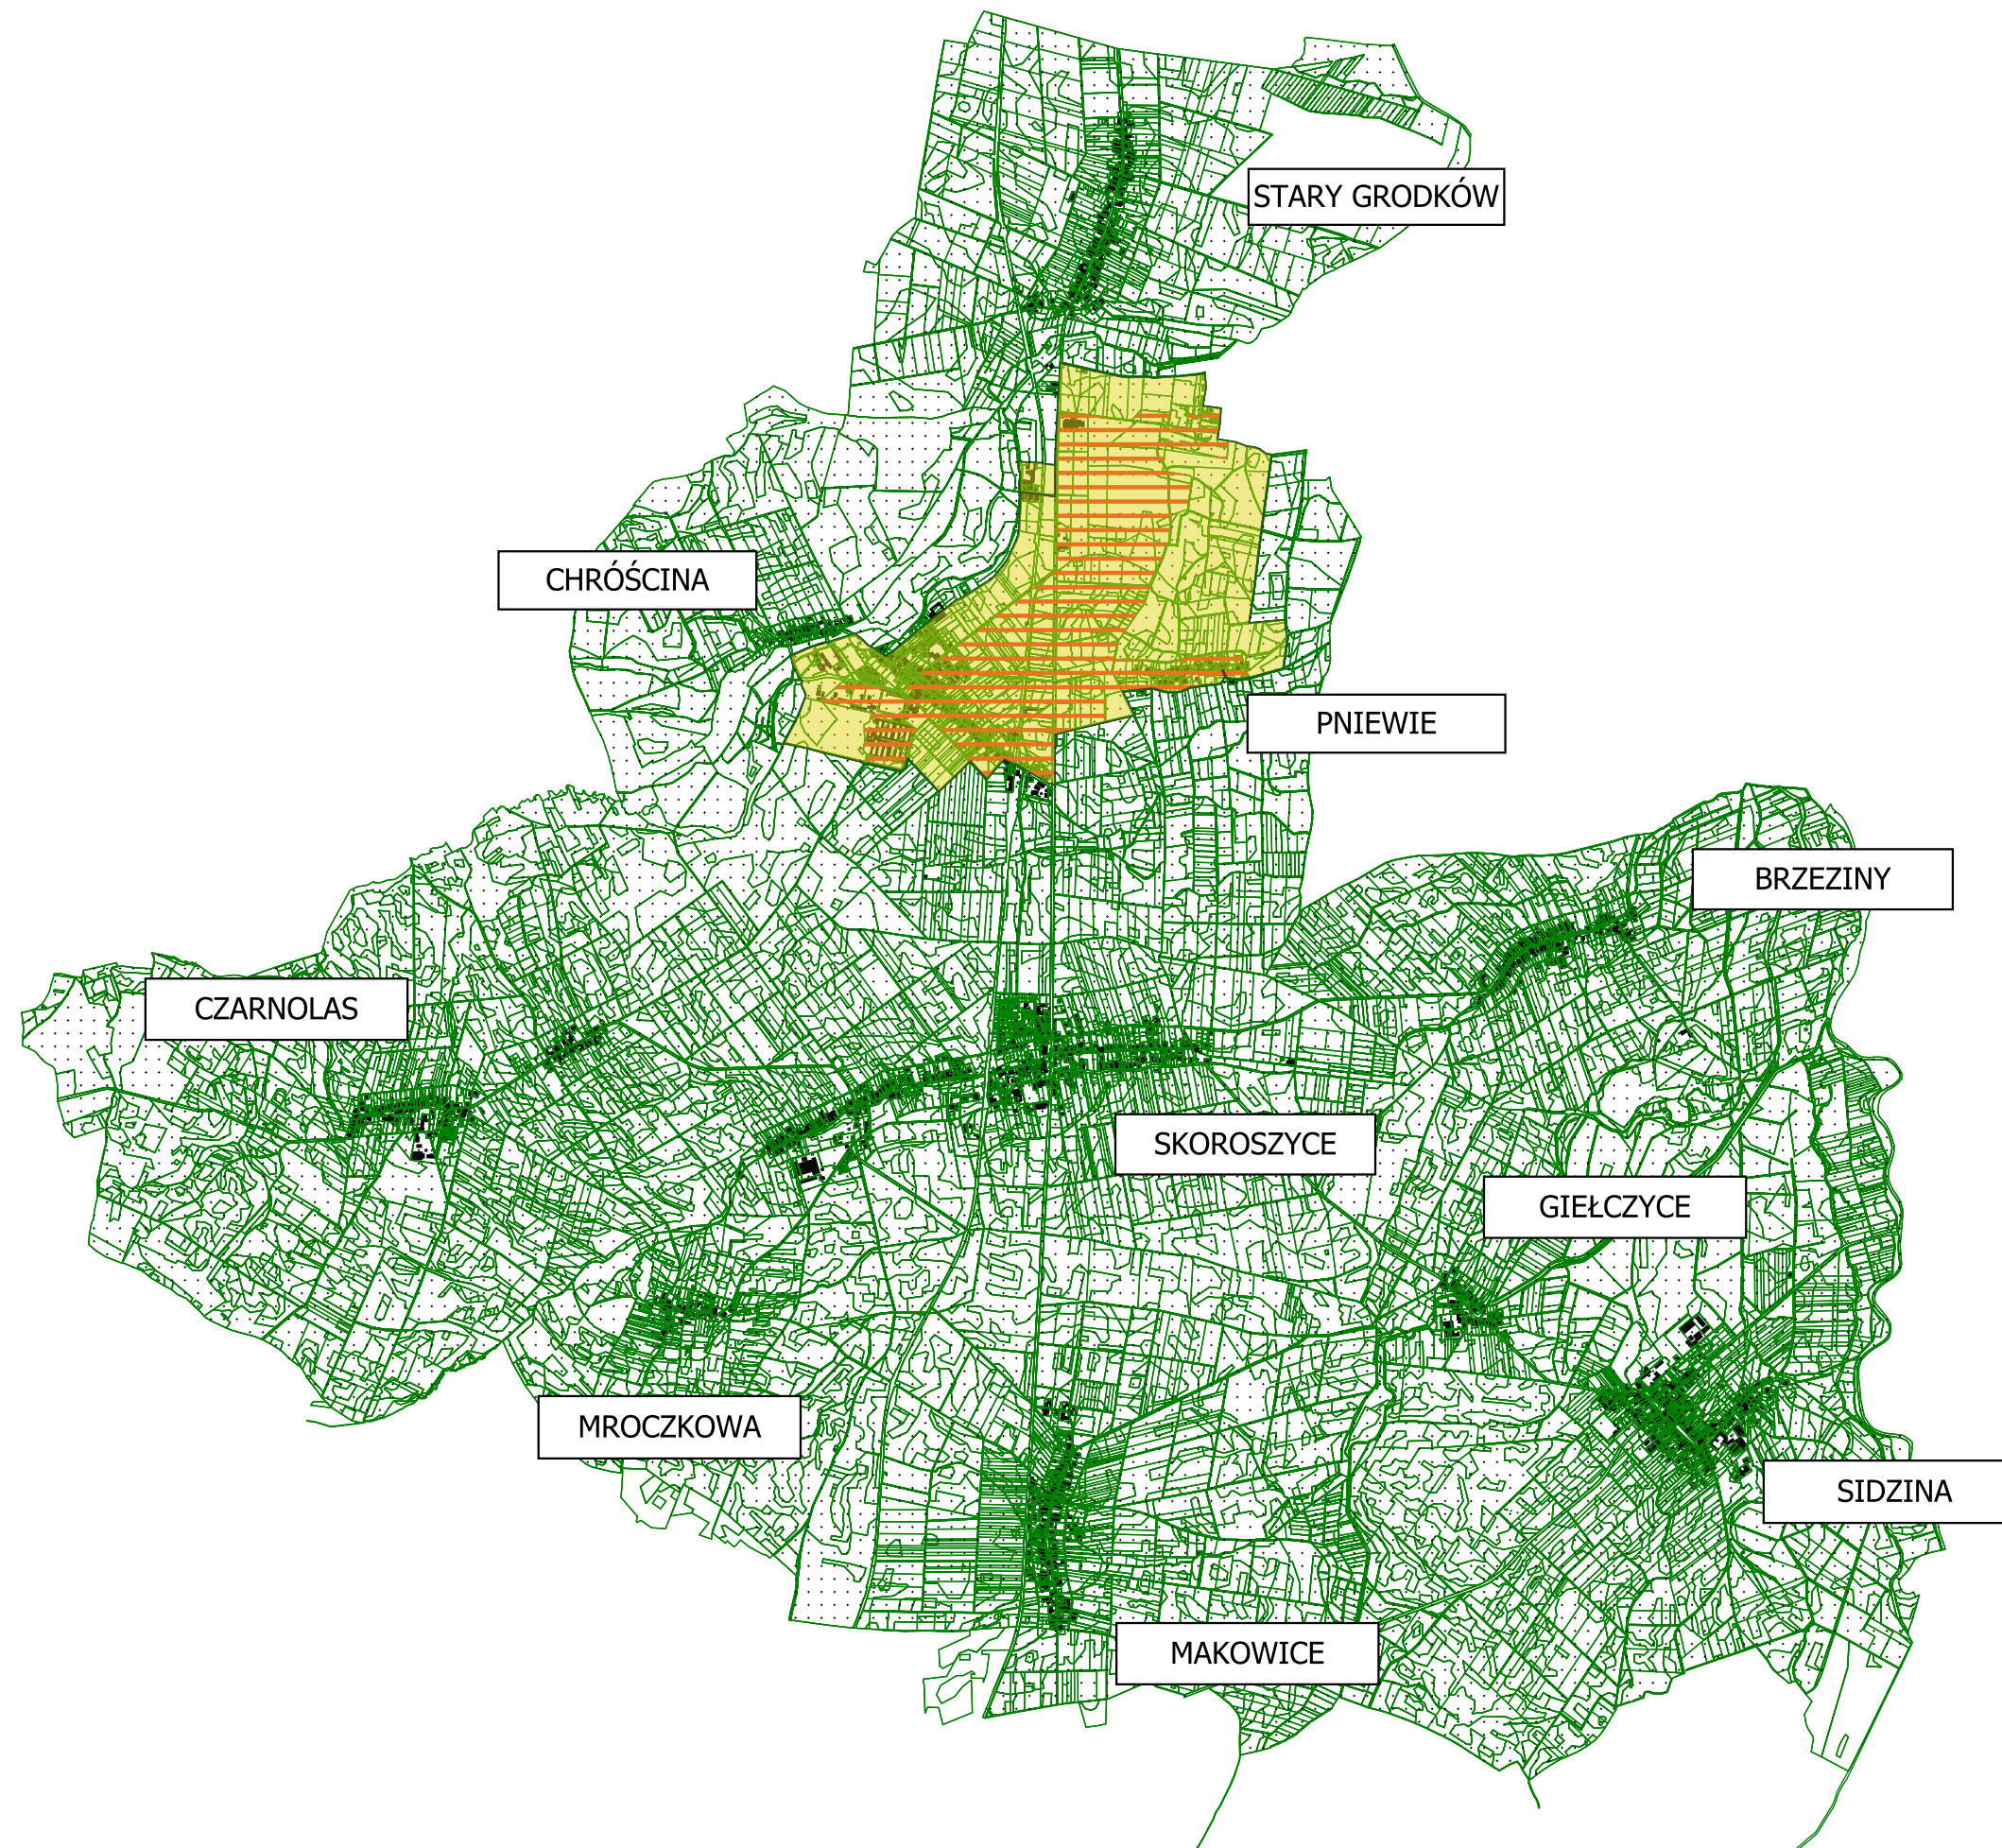 STARY GRODKÓW
CHRÓŚCINA
PNIEWIE
BRZEZINY
CZARNOLAS
SKOROSZYCE
GIEŁCZYCE
MROCZKOWA
SIDZINA
MAKOWICE